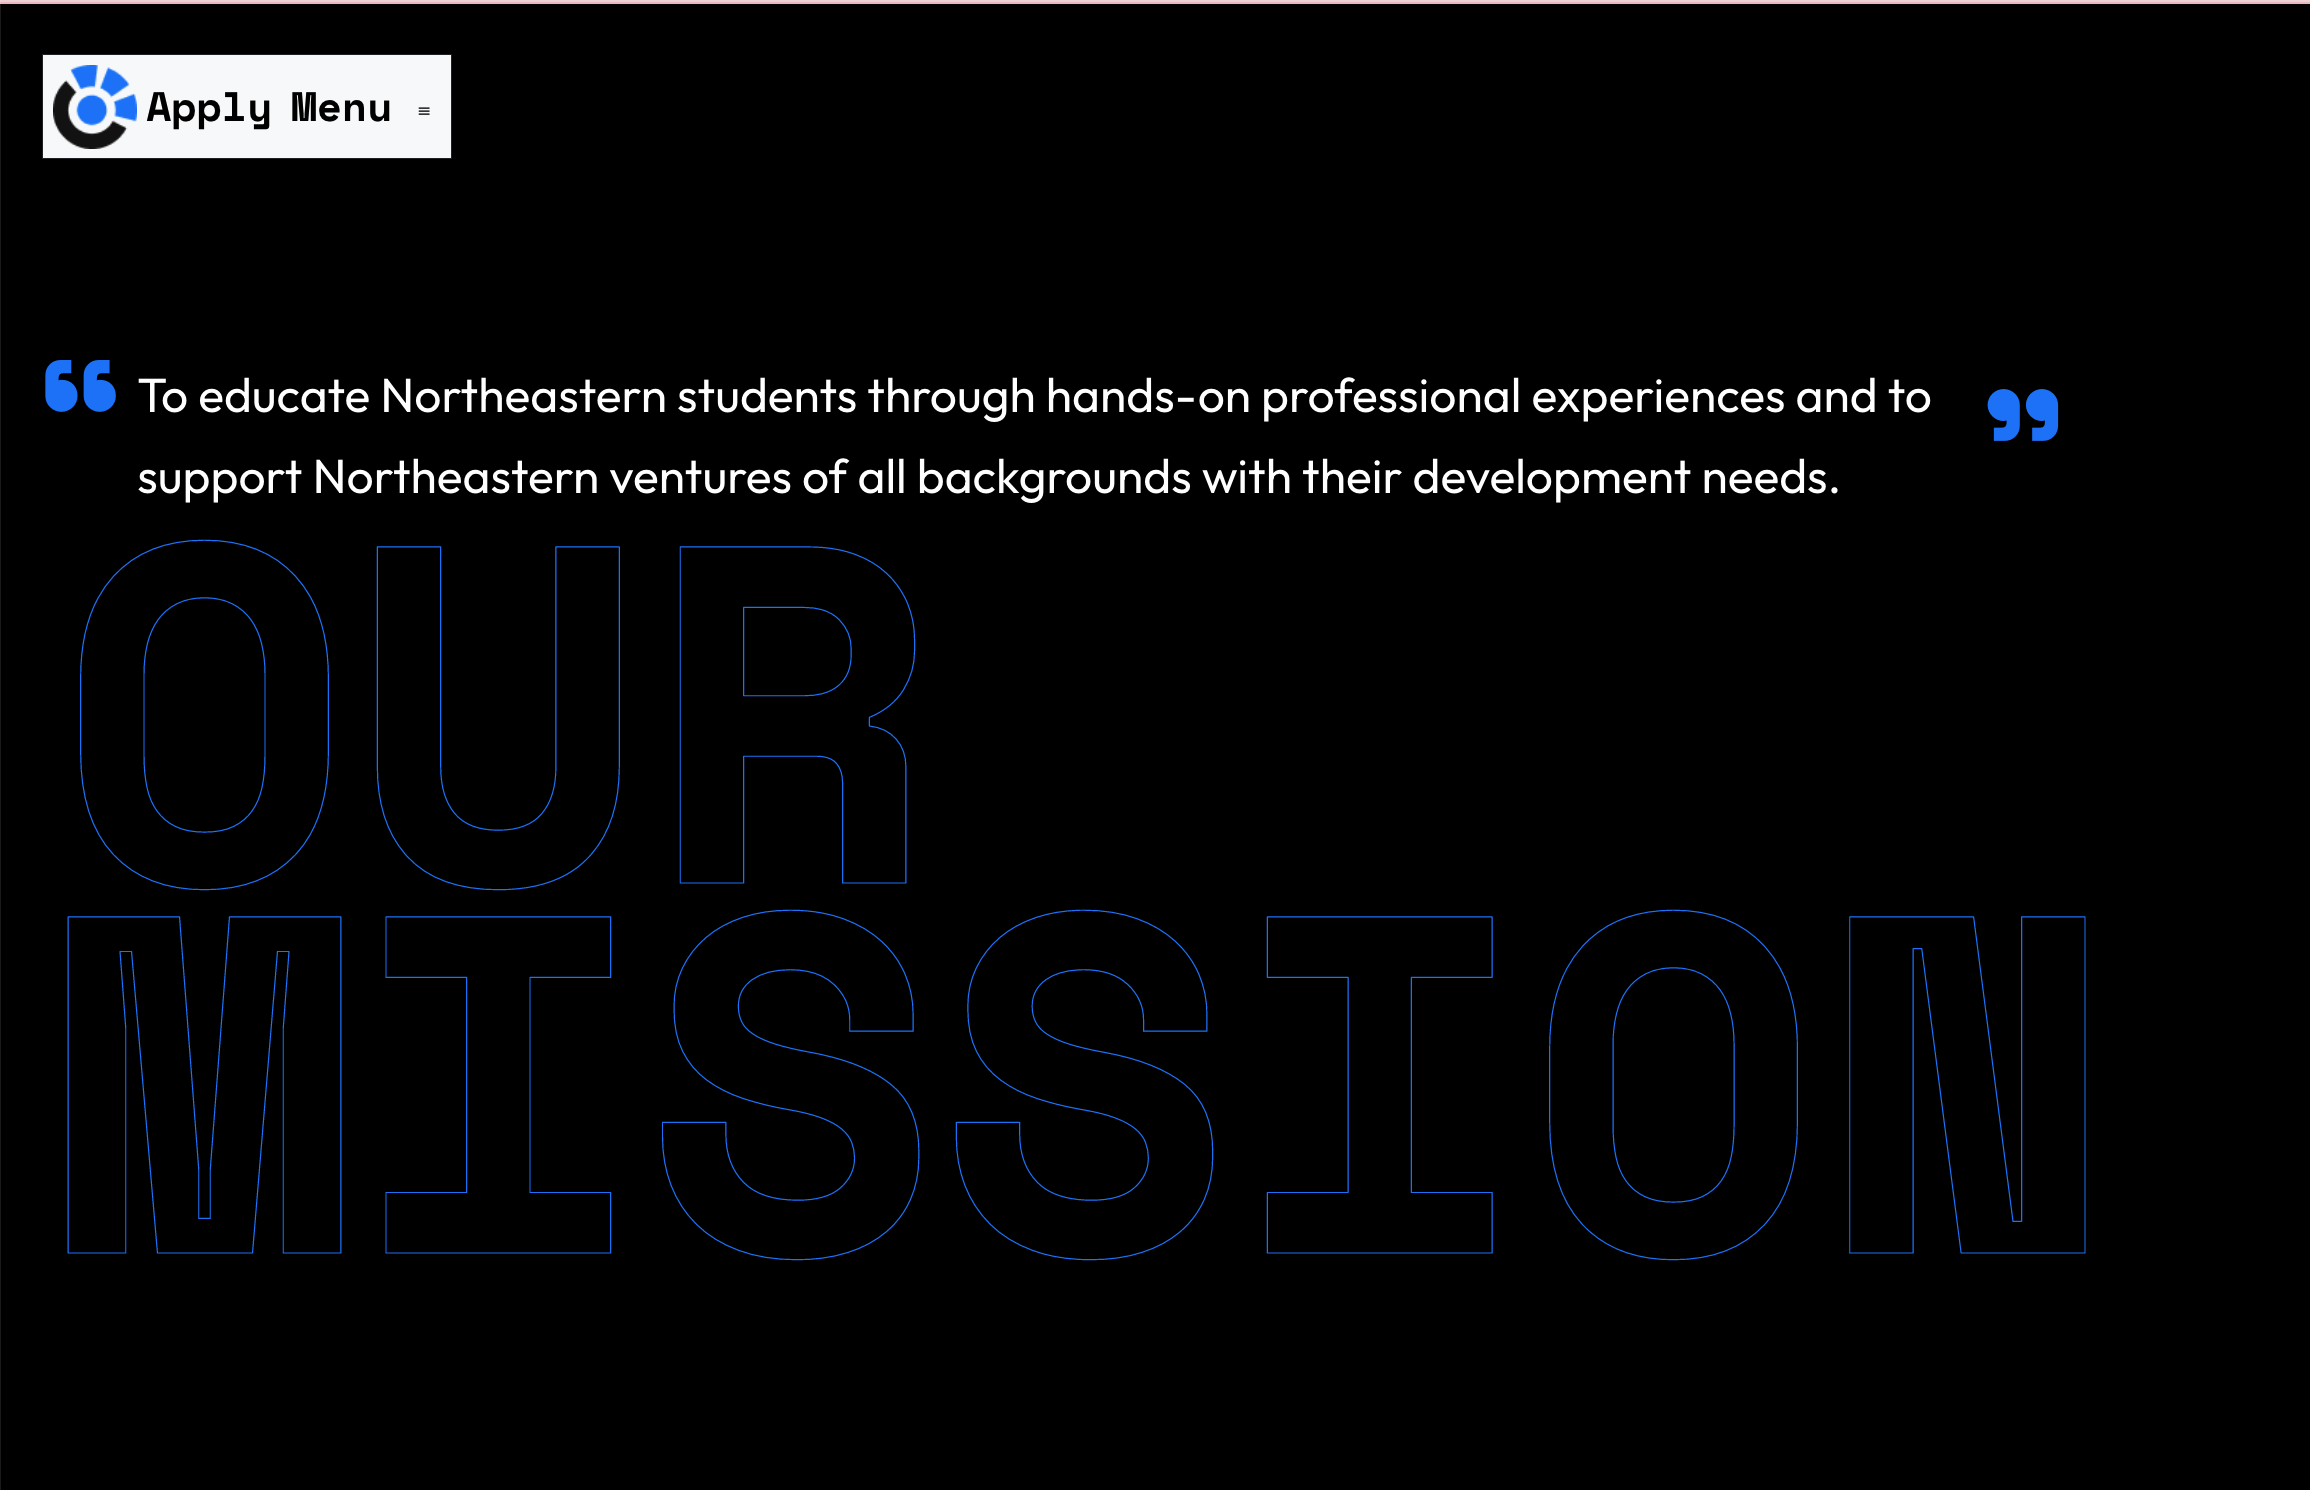 Apply Menu ≡
“ To educate Northeastern students through hands-on professional experiences and to ”
support Northeastern ventures of all backgrounds with their development needs.
OUR
MISSION